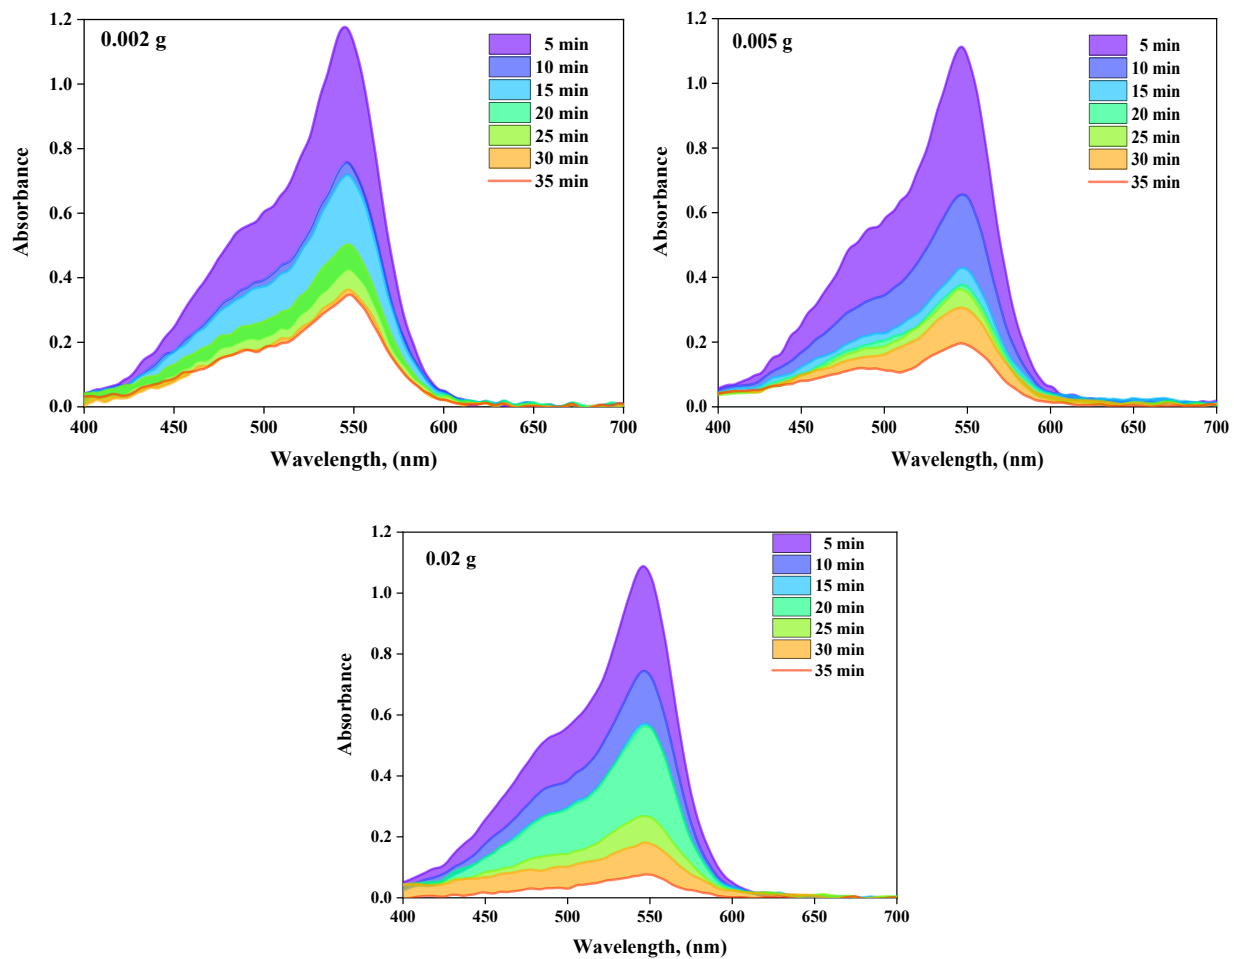 0.002 g
5 min
10 min
15 min
20 min
25 min
30 min
35 min
1.2
1.0
0.8
0.6
0.4
0.2
0.0
Absorbance
400 450 500 550 600 650 700
Wavelength, (nm)
0.005 g
5 min
10 min
15 min
20 min
25 min
30 min
35 min
1.2
1.0
0.8
0.6
0.4
0.2
0.0
Absorbance
400 450 500 550 600 650 700
Wavelength, (nm)
0.02 g
5 min
10 min
15 min
20 min
25 min
30 min
35 min
1.2
1.0
0.8
0.6
0.4
0.2
0.0
Absorbance
400 450 500 550 600 650 700
Wavelength, (nm)